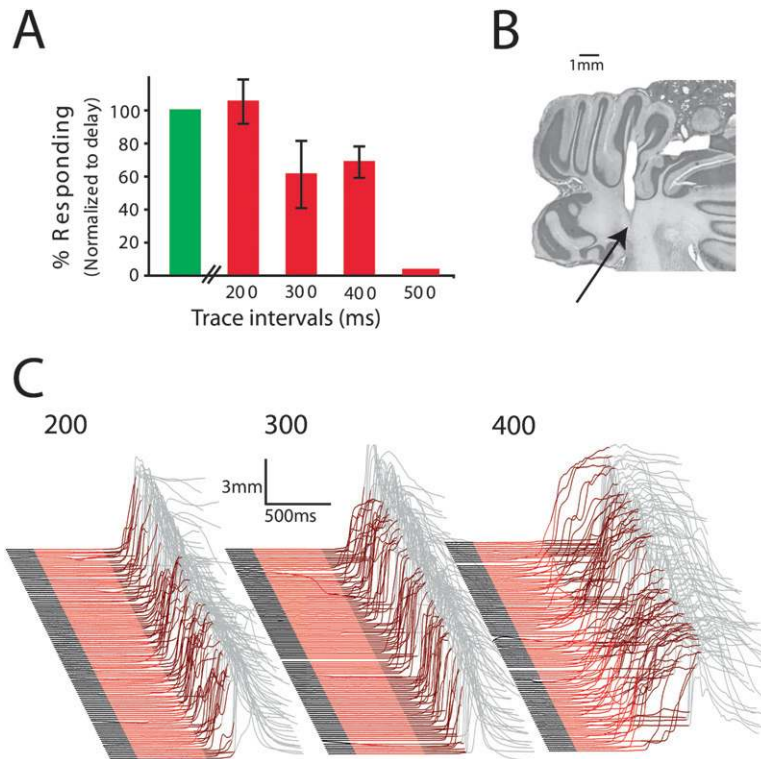 A
B
1mm
% Responding
(Normalized to delay)
100
80
60
40
20
0
200 300 400 500
Trace intervals (ms)
C
200
300
400
3mm
500ms